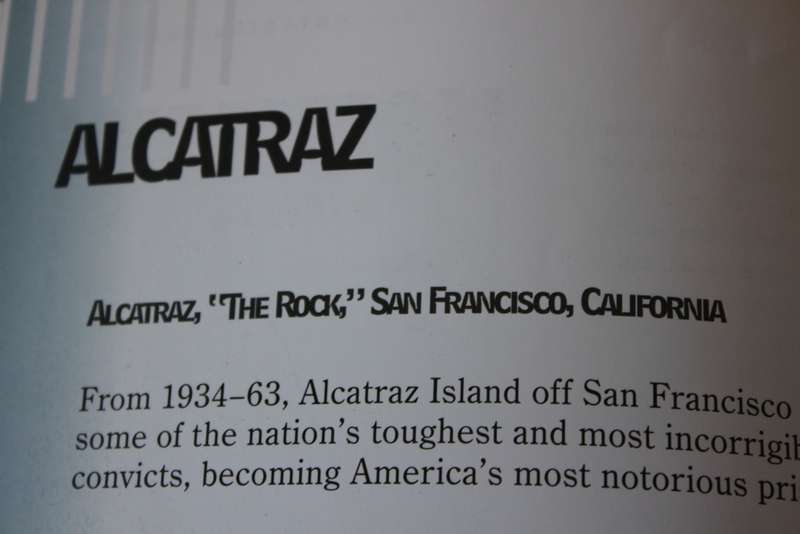 ALCATRAZ
ALCATRAZ, "THE ROCK," SAN FRANCISCO, CALIFORNIA
From 1934–63, Alcatraz Island off San Francisco
some of the nation's toughest and most
convicts, becoming America's most notorious